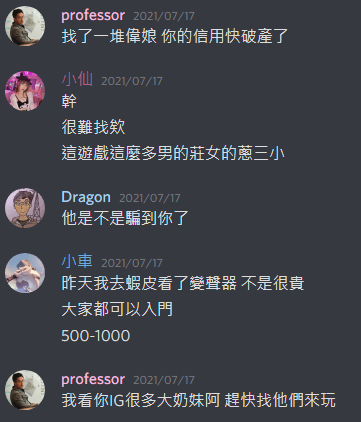 professor 2021/07/17
找了一堆偉娘 你的信用快破產了
小仙 2021/07/17
幹
很難找欸
這遊戲這麼多男的莊女的蔥三小
Dragon 2021/07/17
他是不是騙到你了
小車 2021/07/17
昨天我去蝦皮看了變聲器 不是很貴
大家都可以入門
500-1000
professor 2021/07/17
我看你IG很多大奶妹阿 趕快找他們來玩